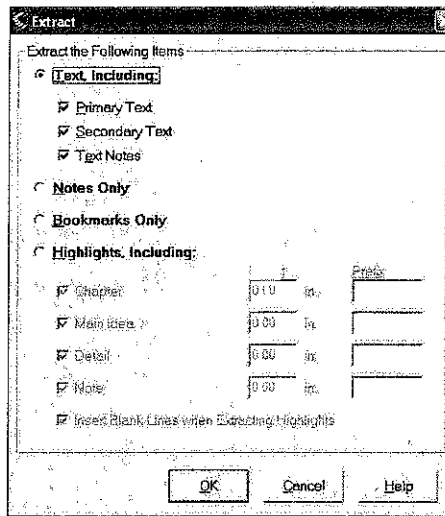 Extract
Extract the Following Items
Text, Including:
Primary Text
Secondary Text
Text Notes
Notes Only
Bookmarks Only
Highlights, Including:
Prefix
Chapter in.
Main Idea 0.00 in.
Detail 0.00 in.
Note 0.00 in.
Insert Blank Lines when Extracting Highlights
OK Cancel Help